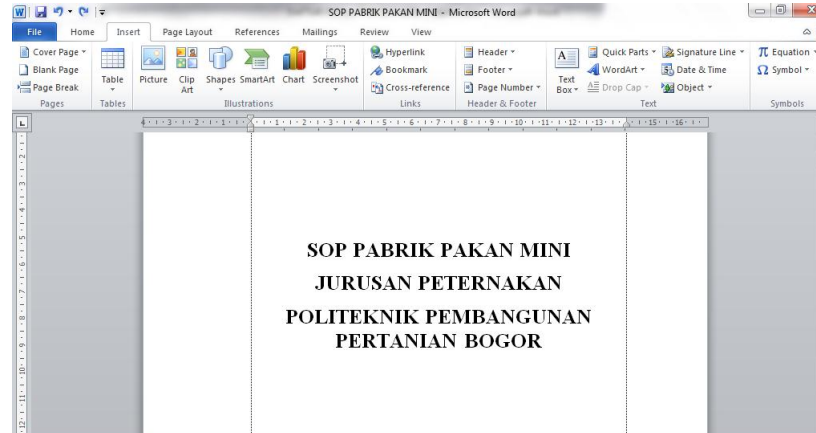 SOP PABRIK PAKAN MINI - Microsoft Word
File Home Insert Page Layout References Mailings Review View
Cover Page
Blank Page
Page Break
Pages
Table
Tables
Picture
Clip Art
Shapes
SmartArt
Chart
Screenshot
Illustrations
Hyperlink
Bookmark
Cross-reference
Links
Header
Footer
Page Number
Header & Footer
Text Box
Quick Parts
WordArt
Drop Cap
Signature Line
Date & Time
Object
Text
π Equation
Ω Symbol
Symbols
SOP PABRIK PAKAN MINI
JURUSAN PETERNAKAN
POLITEKNIK PEMBANGUNAN
PERTANIAN BOGOR